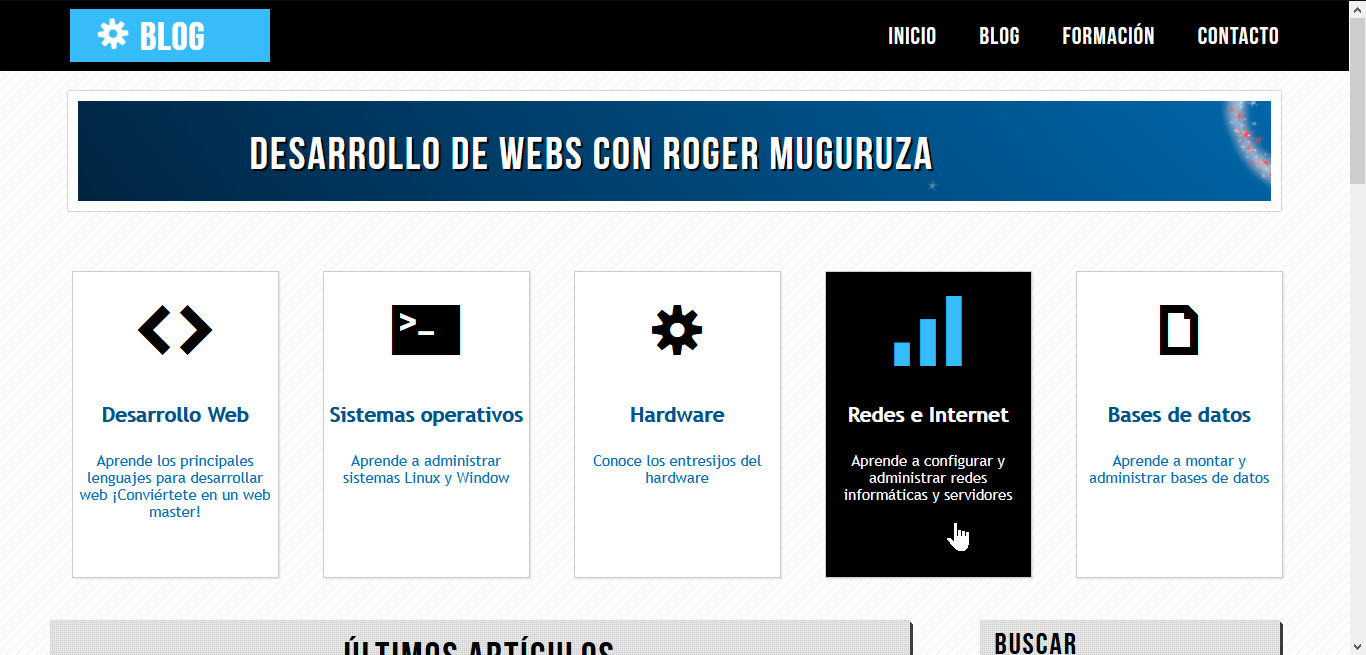 BLOG
INICIO BLOG FORMACIÓN CONTACTO
DESARROLLO DE WEBS CON ROGER MUGURUZA
>_
Desarrollo Web
Aprende los principales
lenguajes para desarrollar
web ¡Conviértete en un web
master!
Sistemas operativos
Aprende a administrar
sistemas Linux y Window
Hardware
Conoce los entresijos del
hardware
Redes e Internet
Aprende a configurar y
administrar redes
informáticas y servidores
Bases de datos
Aprende a montar y
administrar bases de datos
ÚLTIMOS ARTÍCULOS
BUSCAR